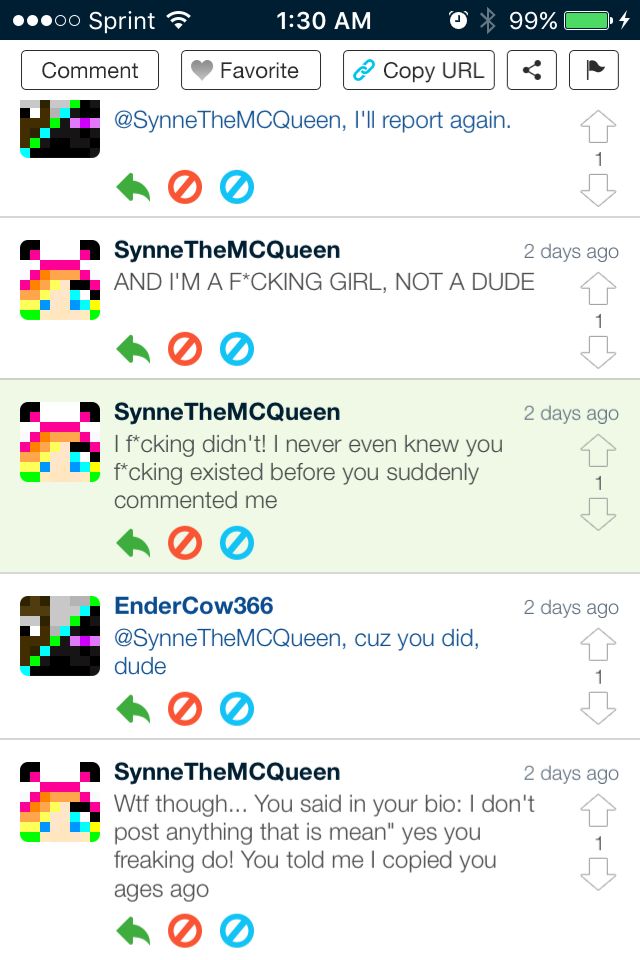 Sprint 1:30 AM 99%
Comment Favorite Copy URL
@SynneTheMCQueen, I'll report again.
1
SynneTheMCQueen 2 days ago
AND I'M A F*CKING GIRL, NOT A DUDE
1
SynneTheMCQueen 2 days ago
I f*cking didn't! I never even knew you
f*cking existed before you suddenly
commented me
1
EnderCow366 2 days ago
@SynneTheMCQueen, cuz you did,
dude
1
SynneTheMCQueen 2 days ago
Wtf though... You said in your bio: I don't
post anything that is mean" yes you
freaking do! You told me I copied you
ages ago
1